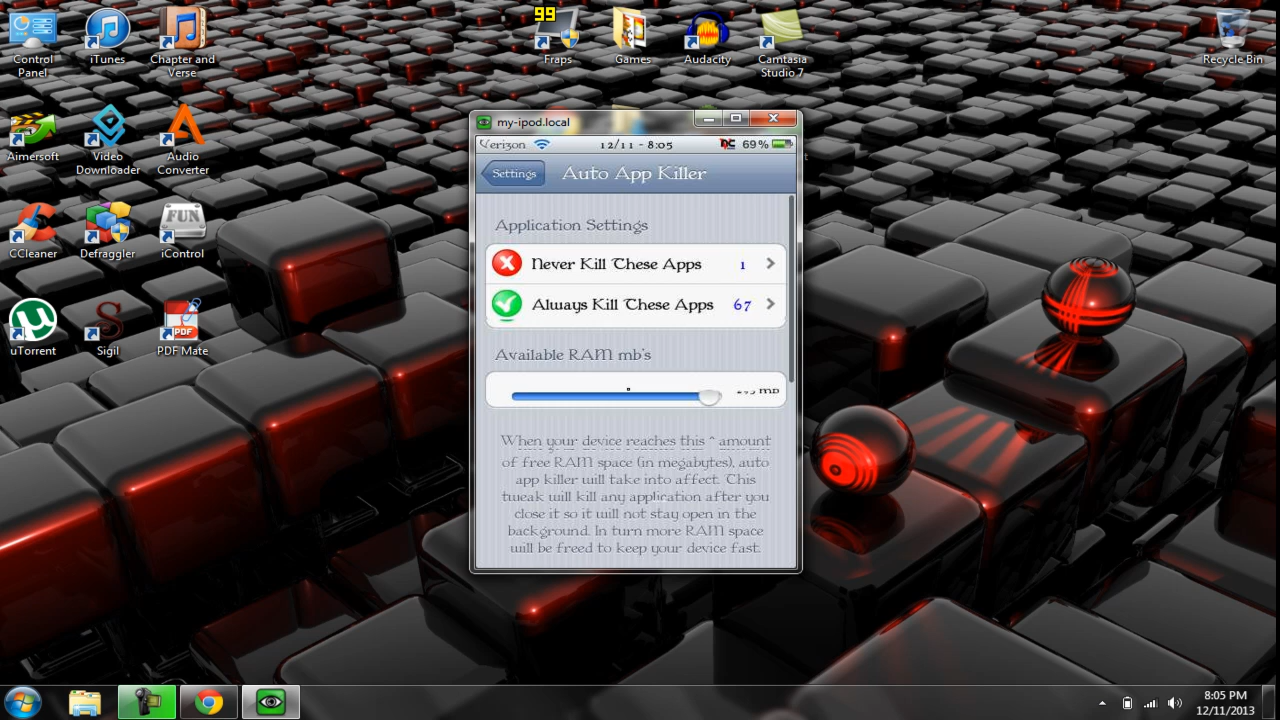 99
Control Panel
iTunes
Chapter and Verse
Fraps
Games
Audacity
Camtasia Studio 7
Recycle Bin
Aimersoft
Video Downloader
Audio Converter
CCleaner
Defraggler
FUN
iControl
uTorrent
Sigil
PDF
PDF Mate
my-ipod.local
Verizon
12/11 - 8:05
69%
Settings
Auto App Killer
Application Settings
Never Kill These Apps 1
Always Kill These Apps 67
Available RAM mb's
mb
When your device reaches this ^ amount
of free RAM space (in megabytes), auto
app killer will take into affect. This
tweak will kill any application after you
close it so it will not stay open in the
background. In turn more RAM space
will be freed to keep your device fast.
8:05 PM
12/11/2013